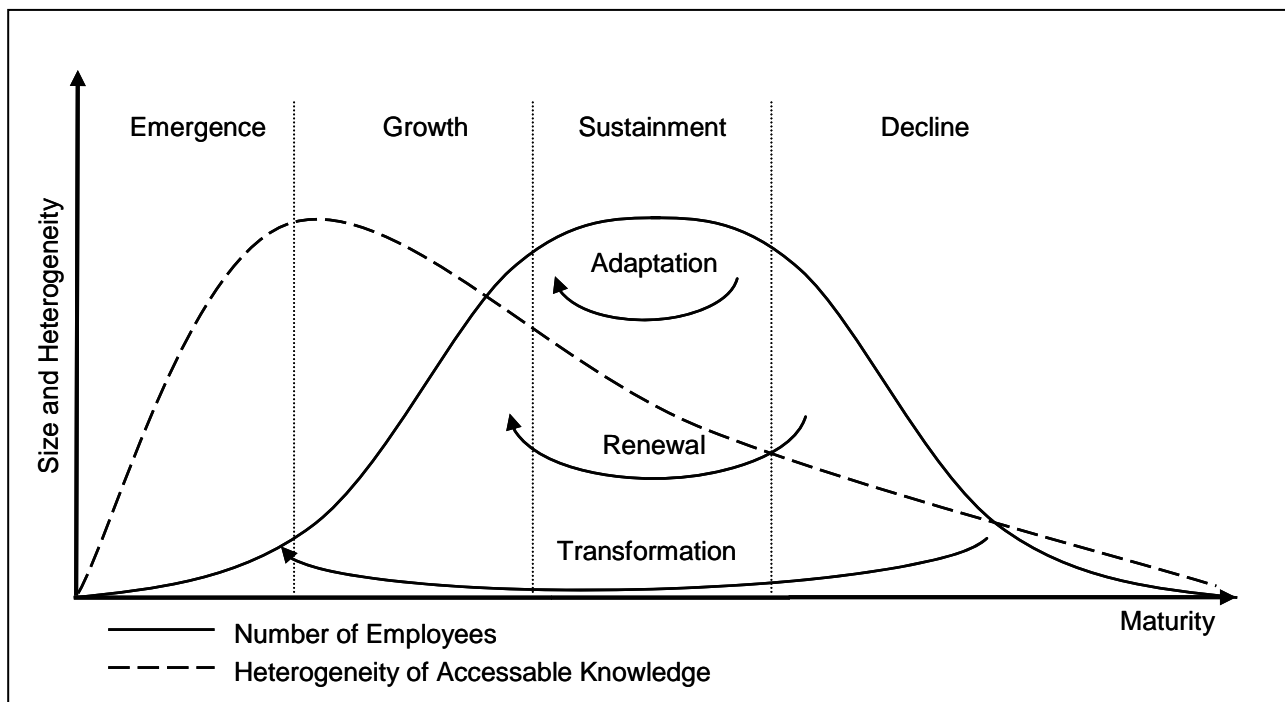 Emergence
Growth
Sustainment
Decline
Size and Heterogeneity
Adaptation
Renewal
Transformation
Maturity
Number of Employees
Heterogeneity of Accessable Knowledge